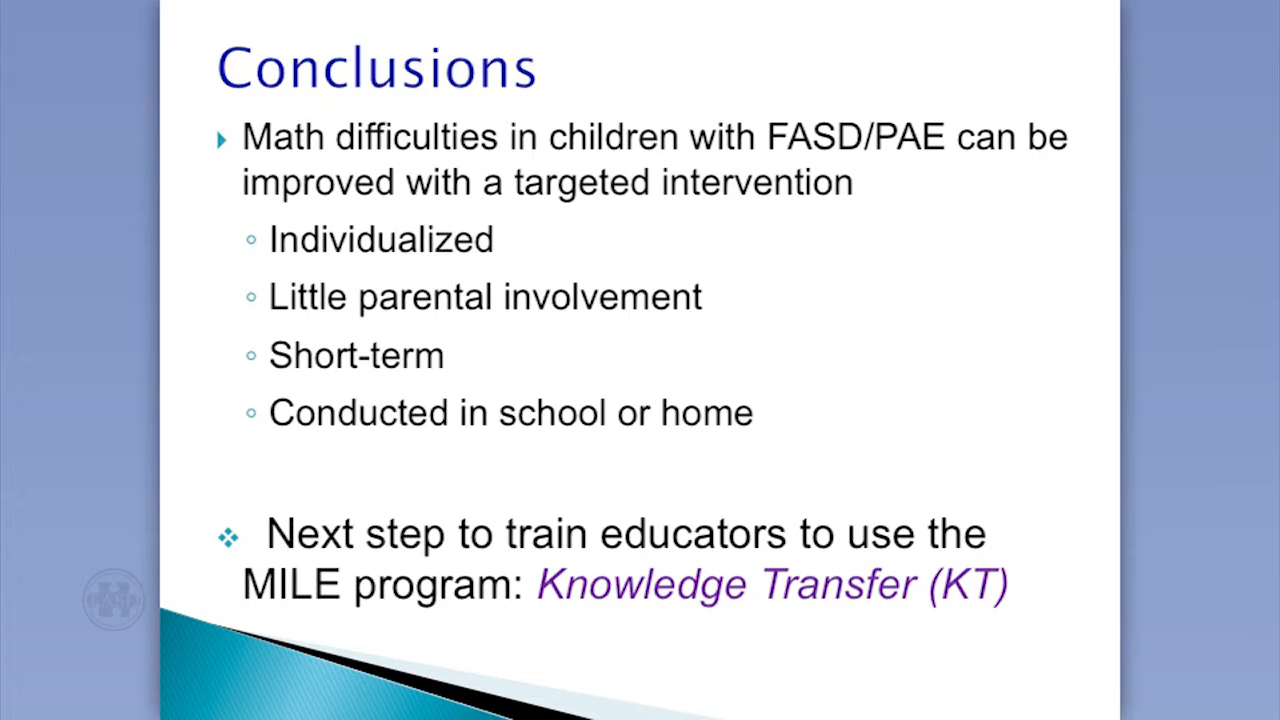 Conclusions
Math difficulties in children with FASD/PAE can be
improved with a targeted intervention
Individualized
Little parental involvement
Short-term
Conducted in school or home
Next step to train educators to use the
MILE program: Knowledge Transfer (KT)